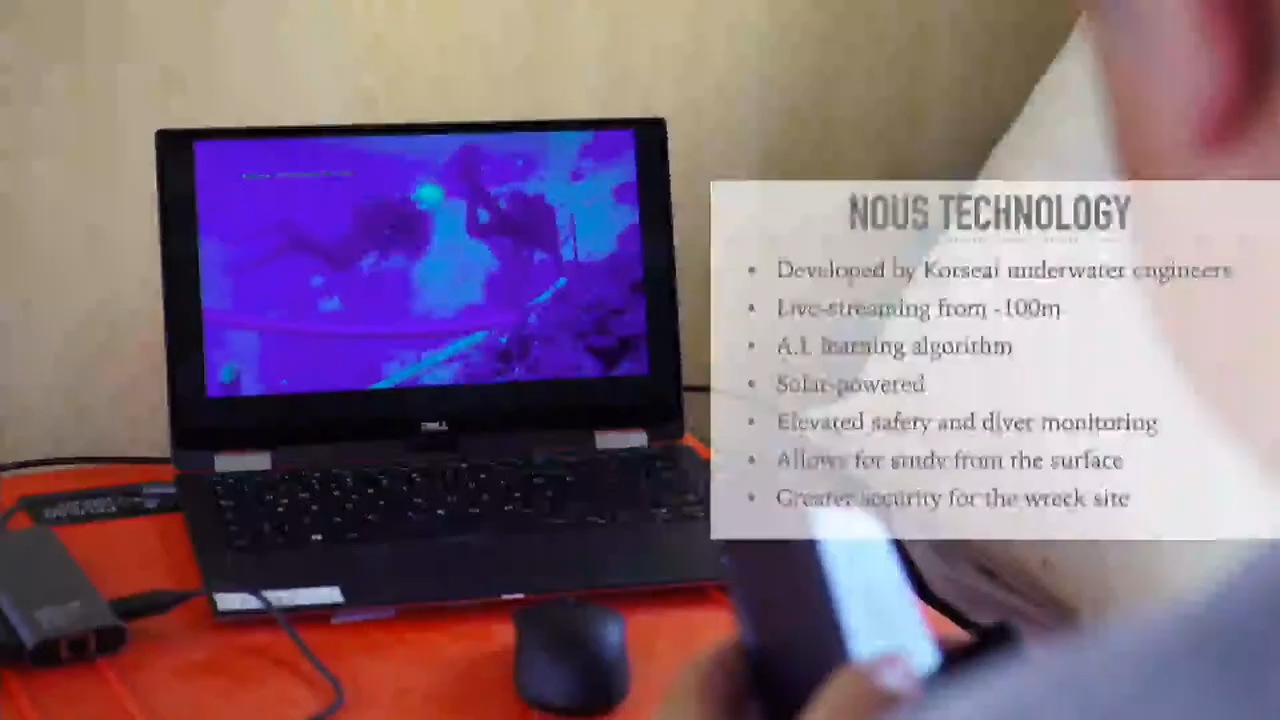 DELL
NOUS TECHNOLOGY
• Developed by Korseai underwater engineers
• Live-streaming from -100m
• A.I. learning algorithm
• Solar-powered
• Elevated safety and diver monitoring
• Allows for study from the surface
• Greater security for the wreck site